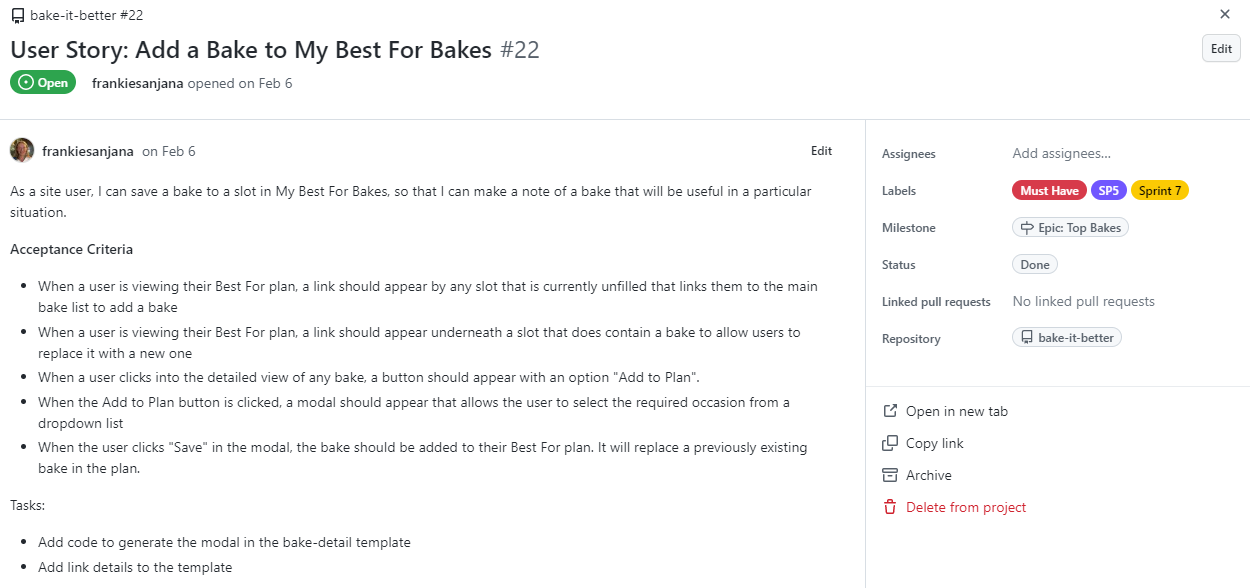 bake-it-better #22
User Story: Add a Bake to My Best For Bakes #22
Edit
Open
frankiesanjana opened on Feb 6
frankiesanjana on Feb 6
Edit
As a site user, I can save a bake to a slot in My Best For Bakes, so that I can make a note of a bake that will be useful in a particular
situation.
Acceptance Criteria
• When a user is viewing their Best For plan, a link should appear by any slot that is currently unfilled that links them to the main
bake list to add a bake
• When a user is viewing their Best For plan, a link should appear underneath a slot that does contain a bake to allow users to
replace it with a new one
• When a user clicks into the detailed view of any bake, a button should appear with an option "Add to Plan".
• When the Add to Plan button is clicked, a modal should appear that allows the user to select the required occasion from a
dropdown list
• When the user clicks "Save" in the modal, the bake should be added to their Best For plan. It will replace a previously existing
bake in the plan.
Tasks:
• Add code to generate the modal in the bake-detail template
• Add link details to the template
Assignees Add assignees...
Labels Must Have SP5 Sprint 7
Milestone Epic: Top Bakes
Status Done
Linked pull requests No linked pull requests
Repository bake-it-better
Open in new tab
Copy link
Archive
Delete from project